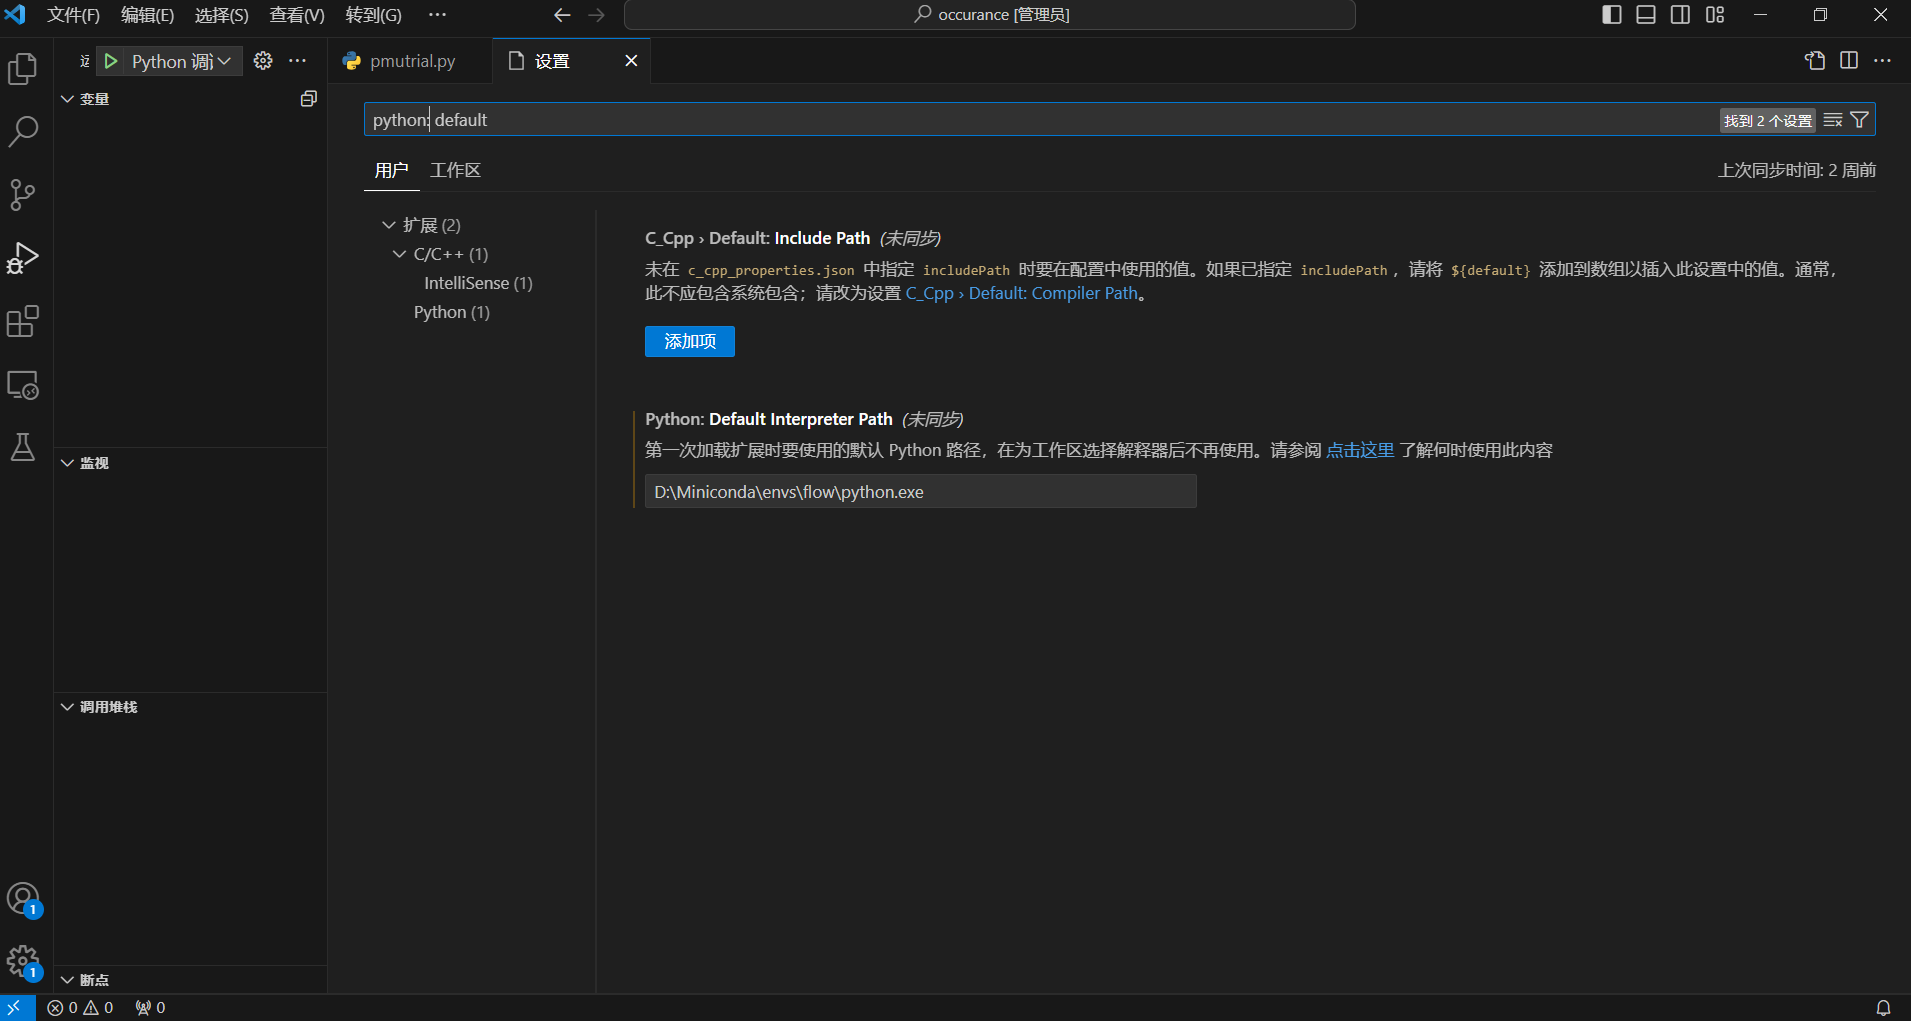 文件(F) 编辑(E) 选择(S) 查看(V) 转到(G) ··· occurance [管理员]
Python 调 ···
pmutrial.py 设置
变量
python: default 找到 2 个设置
用户 工作区 上次同步时间: 2 周前
扩展 (2)
C/C++ (1)
IntelliSense (1)
Python (1)
C_Cpp › Default: Include Path (未同步)
未在 c_cpp_properties.json 中指定 includePath 时要在配置中使用的值。如果已指定 includePath，请将 ${default} 添加到数组以插入此设置中的值。通常，
此不应包含系统包含；请改为设置 C_Cpp › Default: Compiler Path。
添加项
Python: Default Interpreter Path (未同步)
第一次加载扩展时要使用的默认 Python 路径，在为工作区选择解释器后不再使用。请参阅 点击这里 了解何时使用此内容
D:\Miniconda\envs\flow\python.exe
监视
调用堆栈
断点
1
1
0 0 0